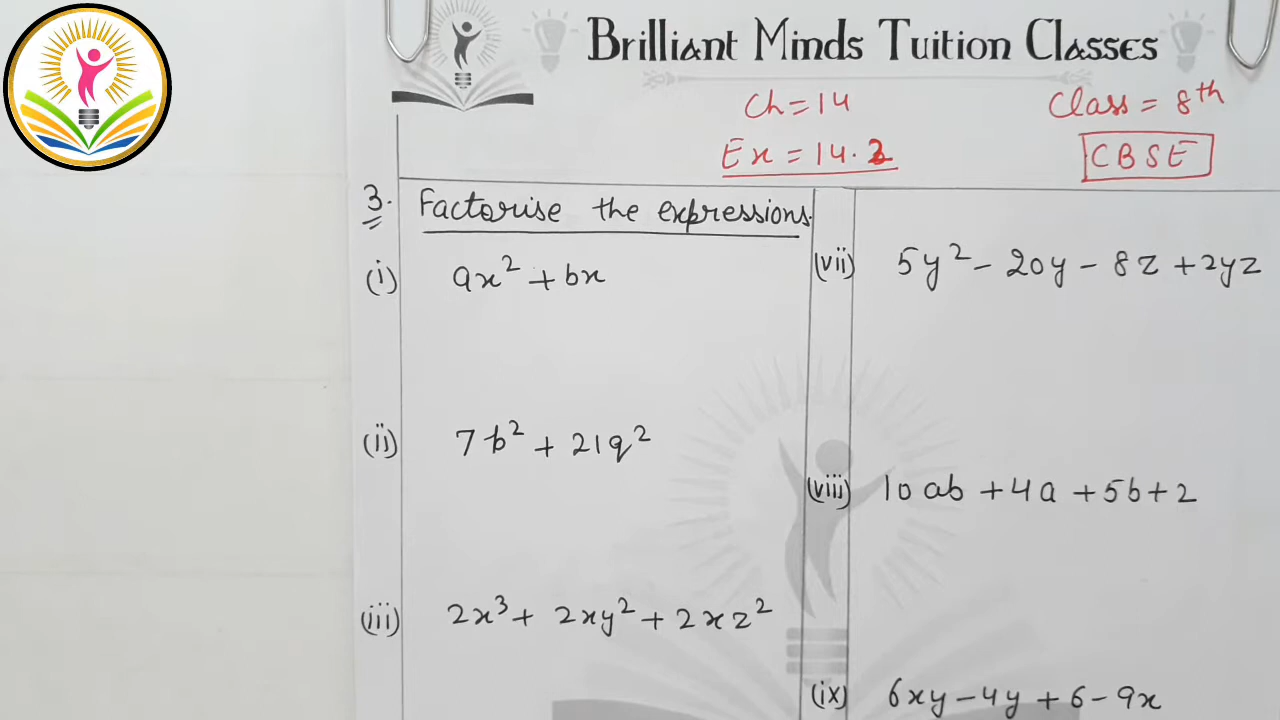 Brilliant Minds Tuition Classes
Ch = 14
Class = 8th
Ex = 14.2
CBSE
3. Factorise the expressions.
(i) ax² + bx
(ii) 7p² + 21q²
(iii) 2x³ + 2xy² + 2xz²
(vii) 5y² - 20y - 8z + 2yz
(viii) 10ab + 4a + 5b + 2
(ix) 6xy - 4y + 6 - 9x